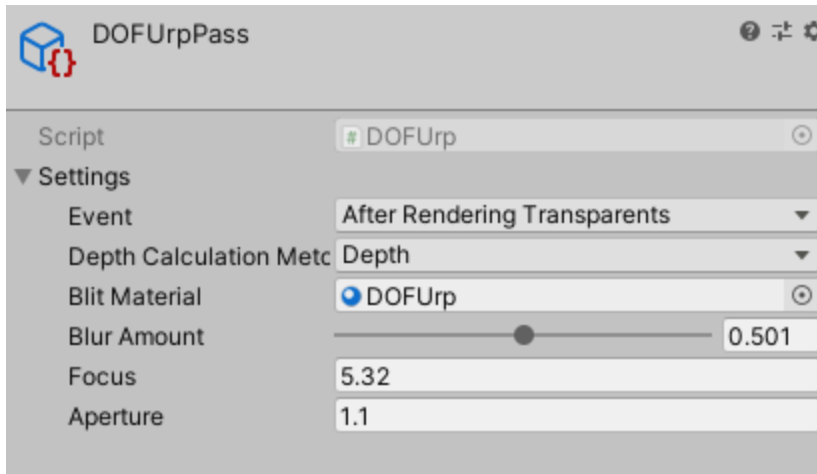 DOFUrpPass
Script # DOFUrp
Settings
Event After Rendering Transparents
Depth Calculation Metc Depth
Blit Material DOFUrp
Blur Amount 0.501
Focus 5.32
Aperture 1.1